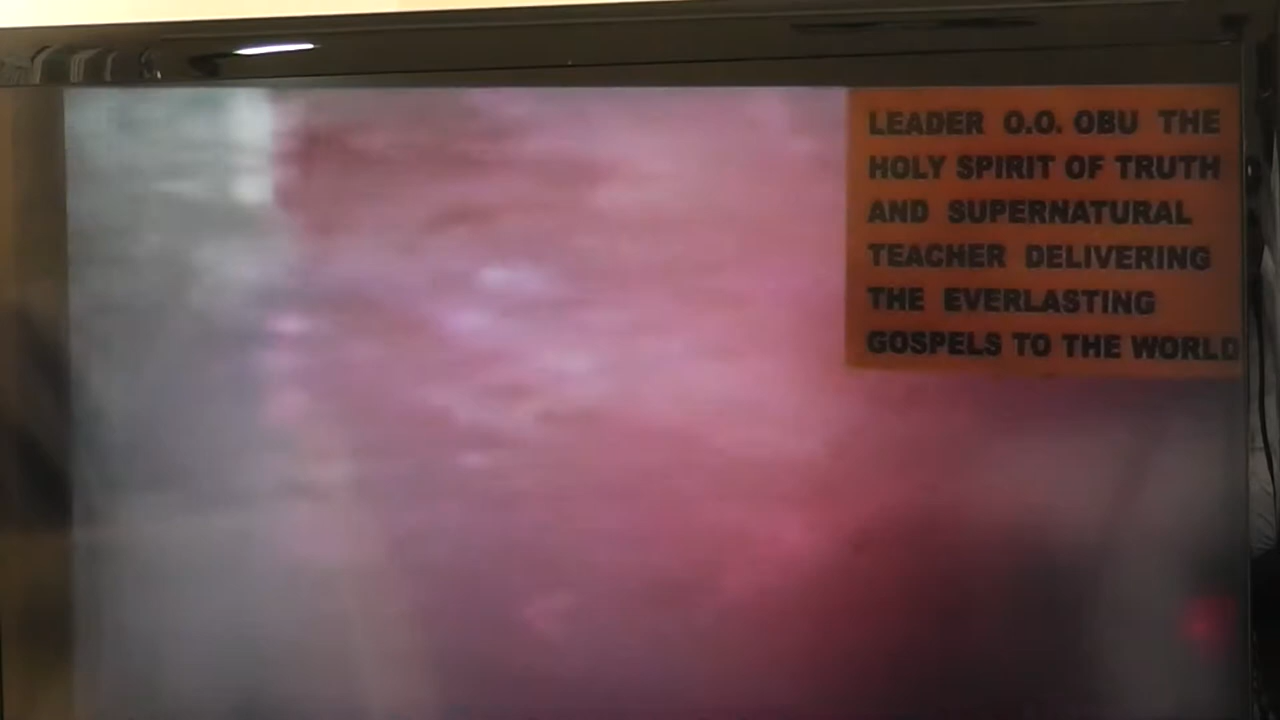 LEADER O.O. OBU THE
HOLY SPIRIT OF TRUTH
AND SUPERNATURAL
TEACHER DELIVERING
THE EVERLASTING
GOSPELS TO THE WORLD